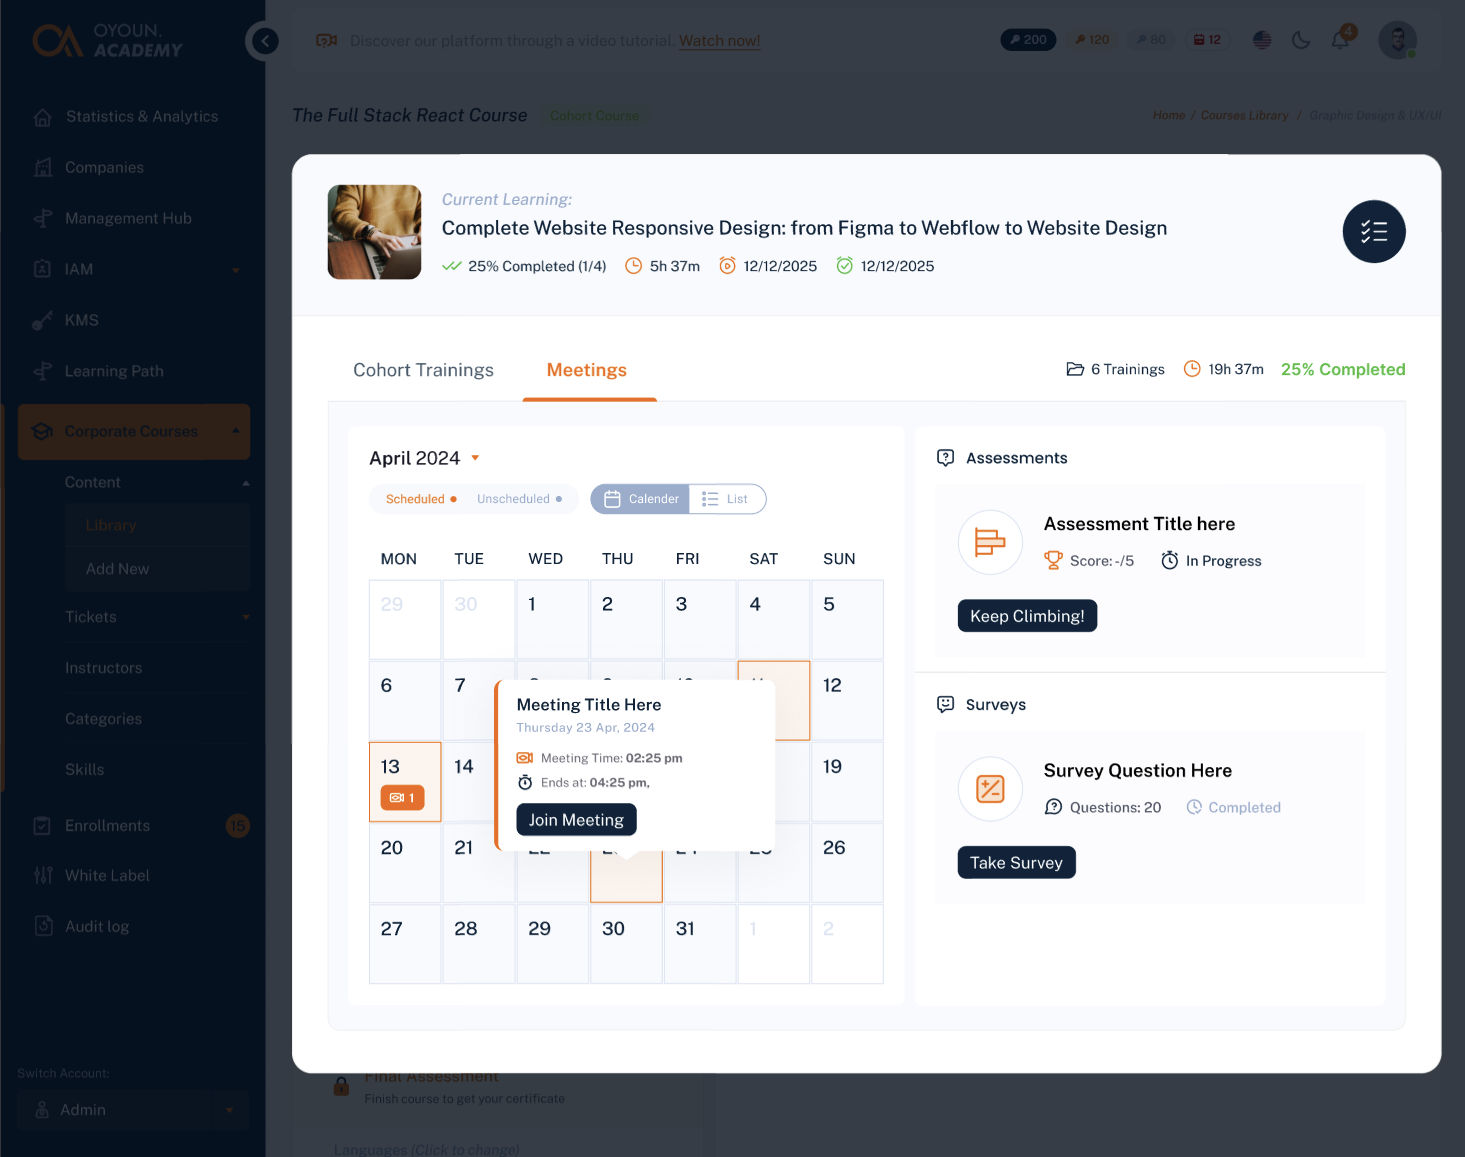 OYOUN.
ACADEMY
Discover our platform through a video tutorial. Watch now!
200
120
80
12
4
Statistics & Analytics
Companies
Management Hub
IAM
KMS
Learning Path
Corporate Courses
Content
Library
Add New
Tickets
Instructors
Categories
Skills
Enrollments
15
White Label
Audit log
Switch Account:
Admin
The Full Stack React Course
Cohort Course
Home / Courses Library / Graphic Design & UX/UI
Current Learning:
Complete Website Responsive Design: from Figma to Webflow to Website Design
25% Completed (1/4)
5h 37m
12/12/2025
12/12/2025
Cohort Trainings
Meetings
6 Trainings
19h 37m
25% Completed
April 2024
Scheduled
Unscheduled
Calender
List
MON TUE WED THU FRI SAT SUN
29 30 1 2 3 4 5
6 7 12
13 14 19
1
20 21 26
27 28 29 30 31 1 2
Meeting Title Here
Thursday 23 Apr, 2024
Meeting Time: 02:25 pm
Ends at: 04:25 pm,
Join Meeting
Assessments
Assessment Title here
Score: -/5
In Progress
Keep Climbing!
Surveys
Survey Question Here
Questions: 20
Completed
Take Survey
Final Assessment
Finish course to get your certificate
Languages (Click to change)